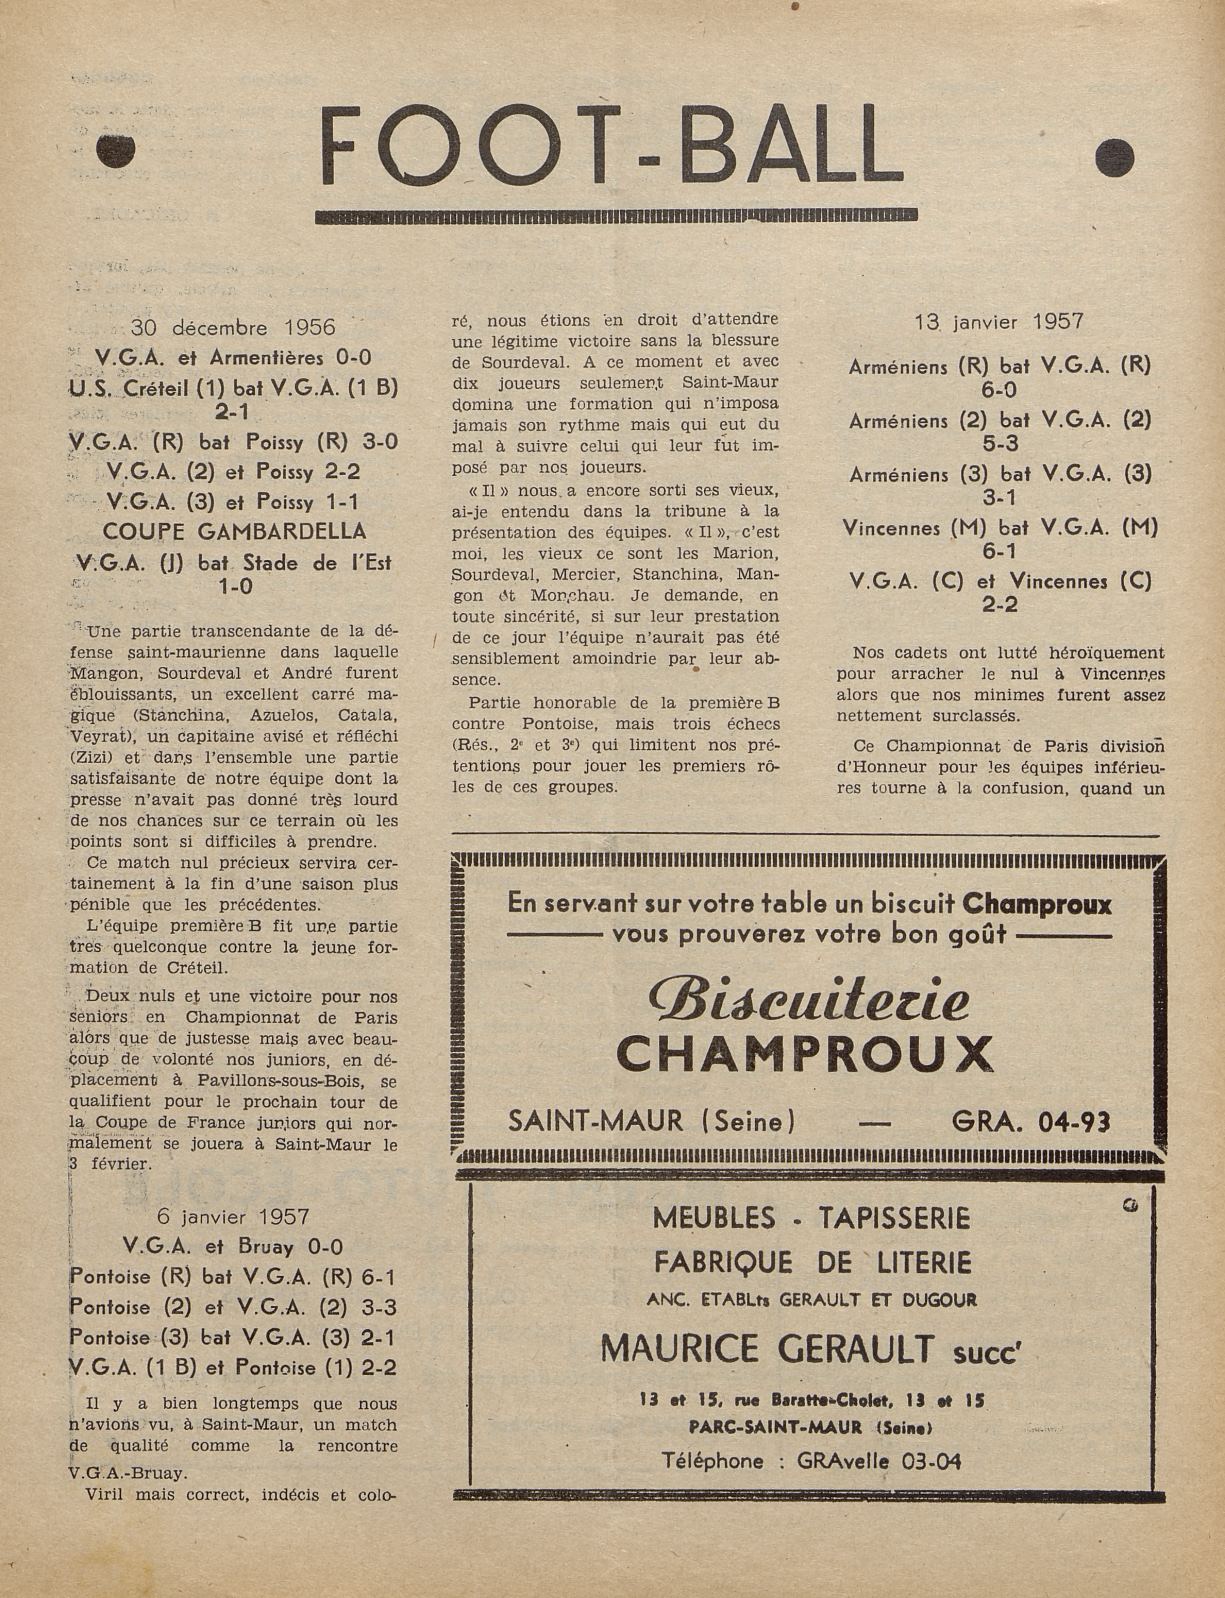 FOOT-BALL
30 décembre 1956
V.G.A. et Armentières 0-0
U.S. Créteil (1) bat V.G.A. (1 B)
2-1
V.G.A. (R) bat Poissy (R) 3-0
V.G.A. (2) et Poissy 2-2
V.G.A. (3) et Poissy 1-1
COUPE GAMBARDELLA
V.G.A. (J) bat Stade de l'Est
1-0
Une partie transcendante de la dé-
fense saint-maurienne dans laquelle
Mangon, Sourdeval et André furent
éblouissants, un excellent carré ma-
gique (Stanchina, Azuelos, Catala,
Veyrat), un capitaine avisé et réfléchi
(Zizi) et dans l'ensemble une partie
satisfaisante de notre équipe dont la
presse n'avait pas donné très lourd
de nos chances sur ce terrain où les
points sont si difficiles à prendre.
Ce match nul précieux servira cer-
tainement à la fin d'une saison plus
pénible que les précédentes.
L'équipe première B fit une partie
très quelconque contre la jeune for-
mation de Créteil.
Deux nuls et une victoire pour nos
seniors en Championnat de Paris
alors que de justesse mais avec beau-
coup de volonté nos juniors, en dé-
placement à Pavillons-sous-Bois, se
qualifient pour le prochain tour de
la Coupe de France juniors qui nor-
malement se jouera à Saint-Maur le
3 février.
6 janvier 1957
V.G.A. et Bruay 0-0
Pontoise (R) bat V.G.A. (R) 6-1
Pontoise (2) et V.G.A. (2) 3-3
Pontoise (3) bat V.G.A. (3) 2-1
V.G.A. (1 B) et Pontoise (1) 2-2
Il y a bien longtemps que nous
n'avions vu, à Saint-Maur, un match
de qualité comme la rencontre
V.G.A.-Bruay.
Viril mais correct, indécis et colo-
ré, nous étions en droit d'attendre
une légitime victoire sans la blessure
de Sourdeval. A ce moment et avec
dix joueurs seulement Saint-Maur
domina une formation qui n'imposa
jamais son rythme mais qui eut du
mal à suivre celui qui leur fut im-
posé par nos joueurs.
« Il » nous a encore sorti ses vieux,
ai-je entendu dans la tribune à la
présentation des équipes. « Il », c'est
moi, les vieux ce sont les Marion,
Sourdeval, Mercier, Stanchina, Man-
gon et Monchau. Je demande, en
toute sincérité, si sur leur prestation
de ce jour l'équipe n'aurait pas été
sensiblement amoindrie par leur ab-
sence.
Partie honorable de la première B
contre Pontoise, mais trois échecs
(Rés., 2e et 3e) qui limitent nos pré-
tentions pour jouer les premiers rô-
les de ces groupes.
13 janvier 1957
Arméniens (R) bat V.G.A. (R)
6-0
Arméniens (2) bat V.G.A. (2)
5-3
Arméniens (3) bat V.G.A. (3)
3-1
Vincennes (M) bat V.G.A. (M)
6-1
V.G.A. (C) et Vincennes (C)
2-2
Nos cadets ont lutté héroïquement
pour arracher le nul à Vincennes
alors que nos minimes furent assez
nettement surclassés.
Ce Championnat de Paris division
d'Honneur pour les équipes inférieu-
res tourne à la confusion, quand un
En servant sur votre table un biscuit Champroux
vous prouverez votre bon goût
Biscuiterie
CHAMPROUX
SAINT-MAUR (Seine) — GRA. 04-93
MEUBLES - TAPISSERIE
FABRIQUE DE LITERIE
ANC. ETABLts GERAULT ET DUGOUR
MAURICE GERAULT succ'
13 et 15, rue Baratte-Cholet, 13 et 15
PARC-SAINT-MAUR (Seine)
Téléphone : GRAvelle 03-04